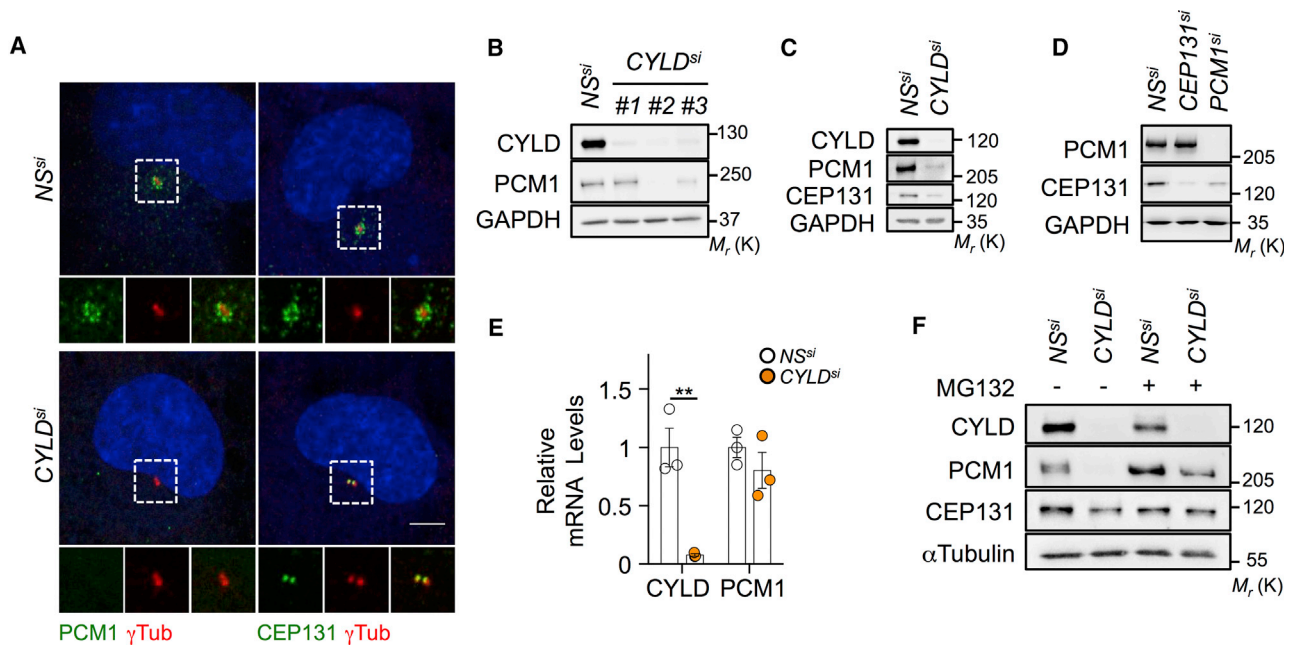 A
NSsi
CYLDsi
PCM1 γTub
CEP131 γTub
B
NSsi
CYLDsi
#1 #2 #3
CYLD
130
PCM1
250
GAPDH
37
Mr (K)
C
NSsi
CYLDsi
CYLD
120
PCM1
205
CEP131
120
GAPDH
35
Mr (K)
D
NSsi
CEP131si
PCM1si
PCM1
205
CEP131
120
GAPDH
35
Mr (K)
E
Relative
mRNA Levels
NSsi
CYLDsi
1.5
1
0.5
0
**
CYLD PCM1
F
NSsi
CYLDsi
NSsi
CYLDsi
MG132 - - + +
CYLD
120
PCM1
205
CEP131
120
αTubulin
55
Mr (K)